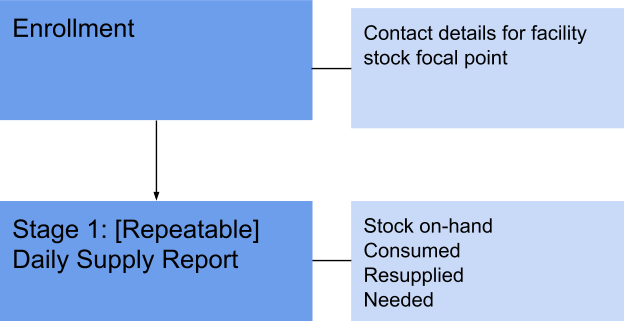 Enrollment
Contact details for facility
stock focal point
Stage 1: [Repeatable]
Daily Supply Report
Stock on-hand
Consumed
Resupplied
Needed